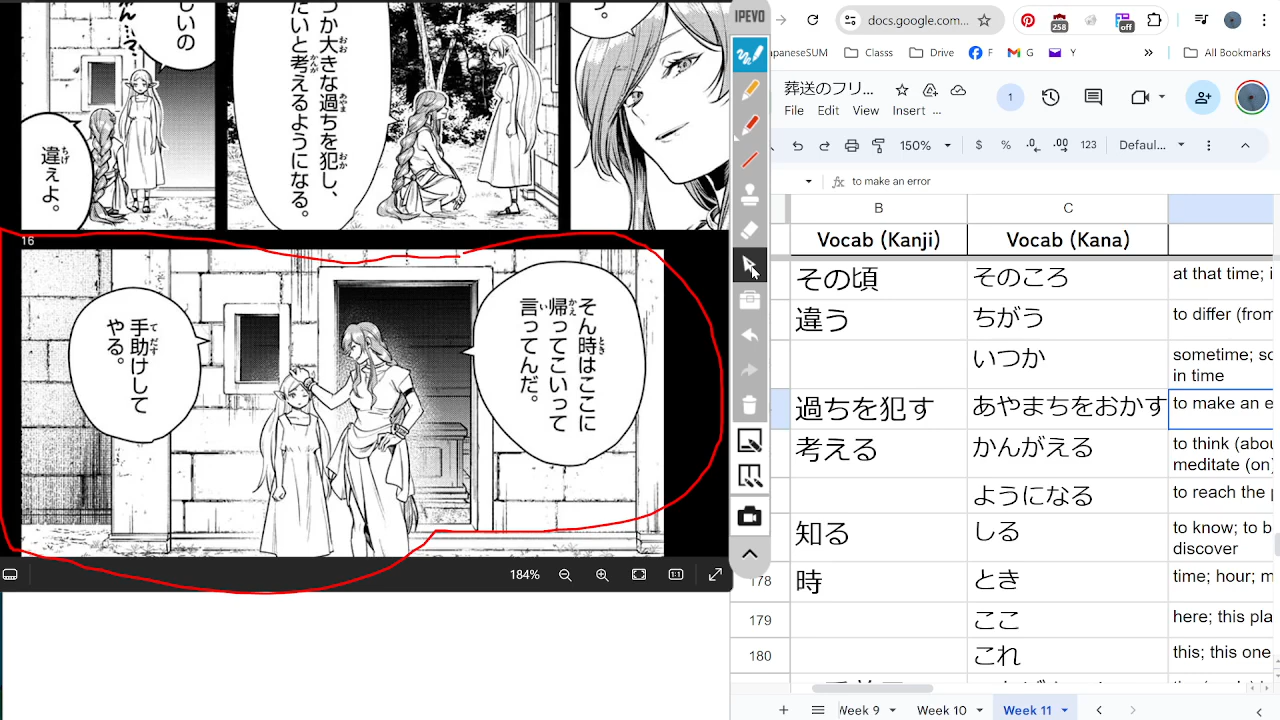 っ。
つか大きな過ちを犯し、
たいと考えるようになる。
しいの
違えよ。
16
そん時はここに
帰ってこいって
言ってんだ。
手助けして
やる。
184%
1:1
IPEVO
docs.google.com...
258
off
Classs
Drive
F
G
Y
»
All Bookmarks
葬送のフリ...
File
Edit
View
Insert
...
1
150%
$
%
.0
.00
123
Defaul...
fx
to make an error
B
C
Vocab (Kanji)
Vocab (Kana)
その頃
そのころ
at that time; i
違う
ちがう
to differ (from
いつか
sometime; so
in time
過ちを犯す
あやまちをおかす
to make an e
考える
かんがえる
to think (abou
meditate (on)
ようになる
to reach the p
知る
しる
to know; to b
discover
178
時
とき
time; hour; m
179
ここ
here; this pla
180
これ
this; this one
Week 9
Week 10
Week 11